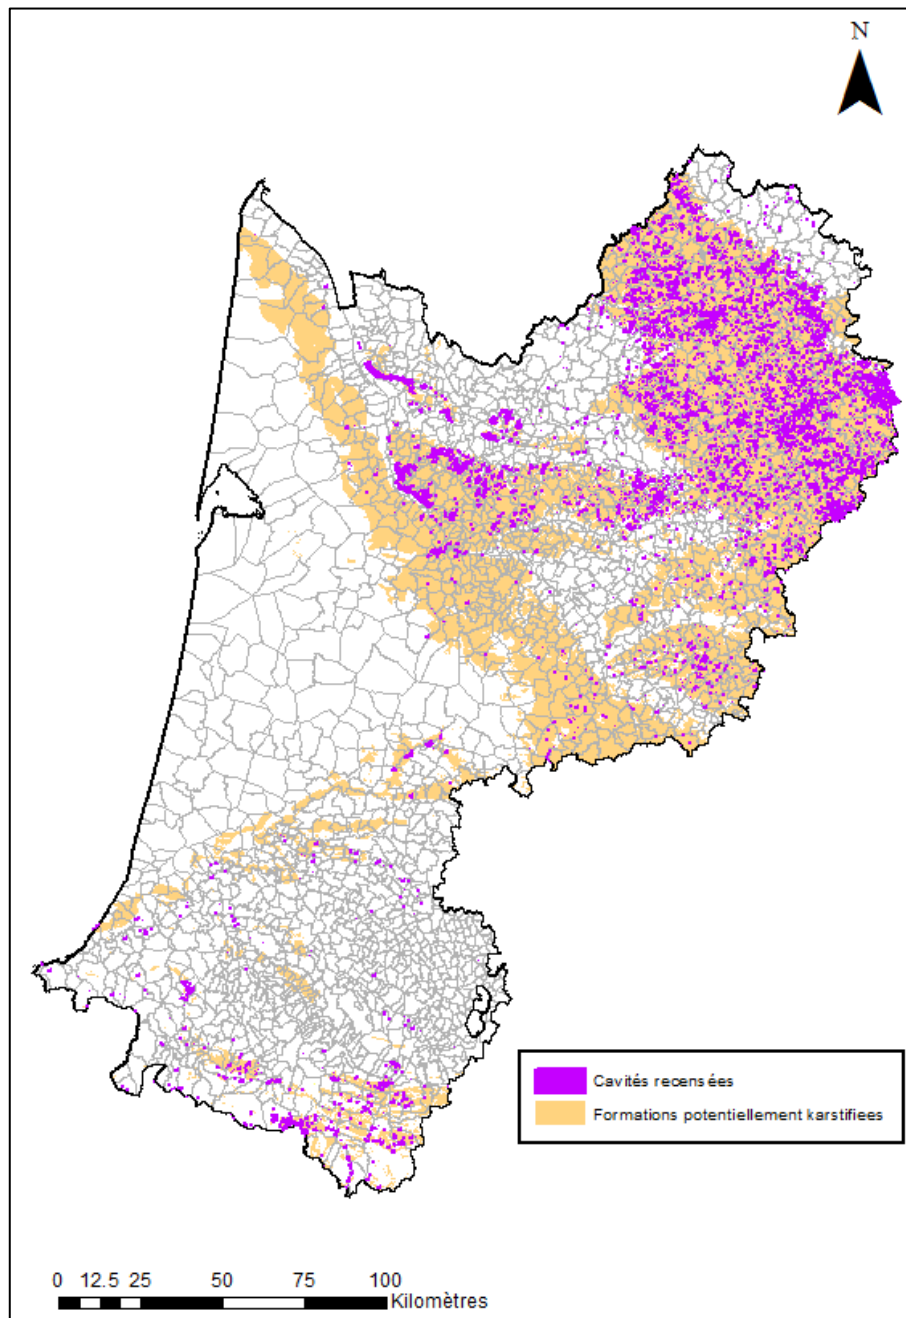 N
Cavités recensées
Formations potentiellement karstifiees
0 12.5 25 50 75 100
Kilomètres